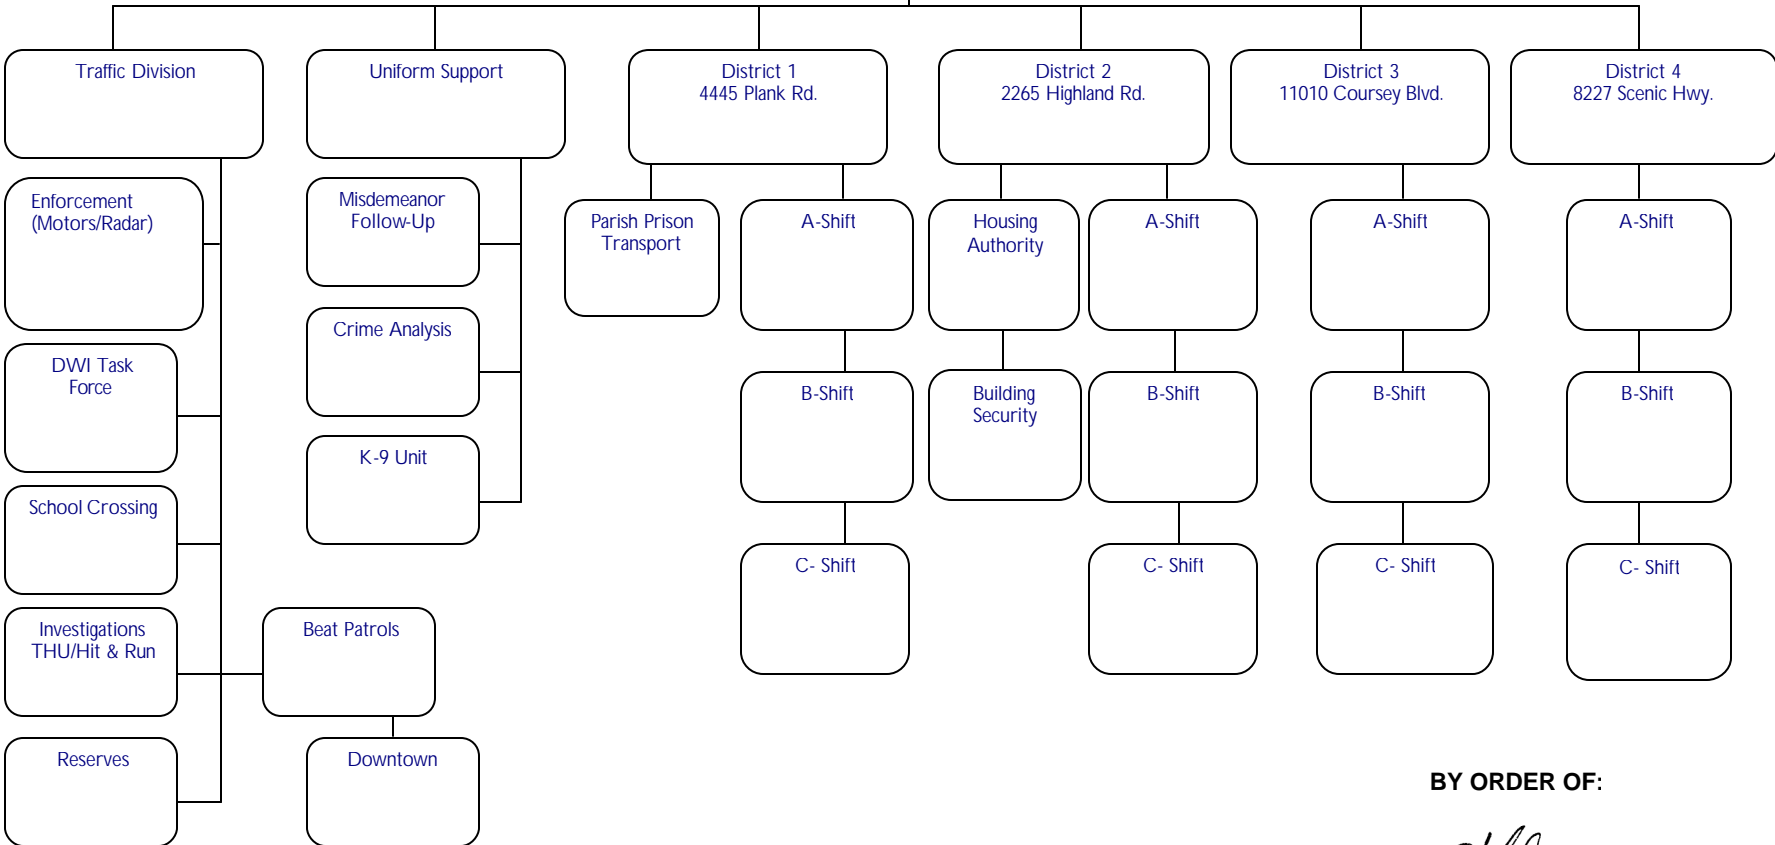 Traffic Division
Uniform Support
District 1
4445 Plank Rd.
District 2
2265 Highland Rd.
District 3
11010 Coursey Blvd.
District 4
8227 Scenic Hwy.
Enforcement
(Motors/Radar)
Misdemeanor
Follow-Up
Parish Prison
Transport
A-Shift
Housing
Authority
A-Shift
A-Shift
A-Shift
Crime Analysis
DWI Task
Force
B-Shift
Building
Security
B-Shift
B-Shift
B-Shift
K-9 Unit
School Crossing
C- Shift
C- Shift
C- Shift
C- Shift
Investigations
THU/Hit & Run
Beat Patrols
Reserves
Downtown
BY ORDER OF: